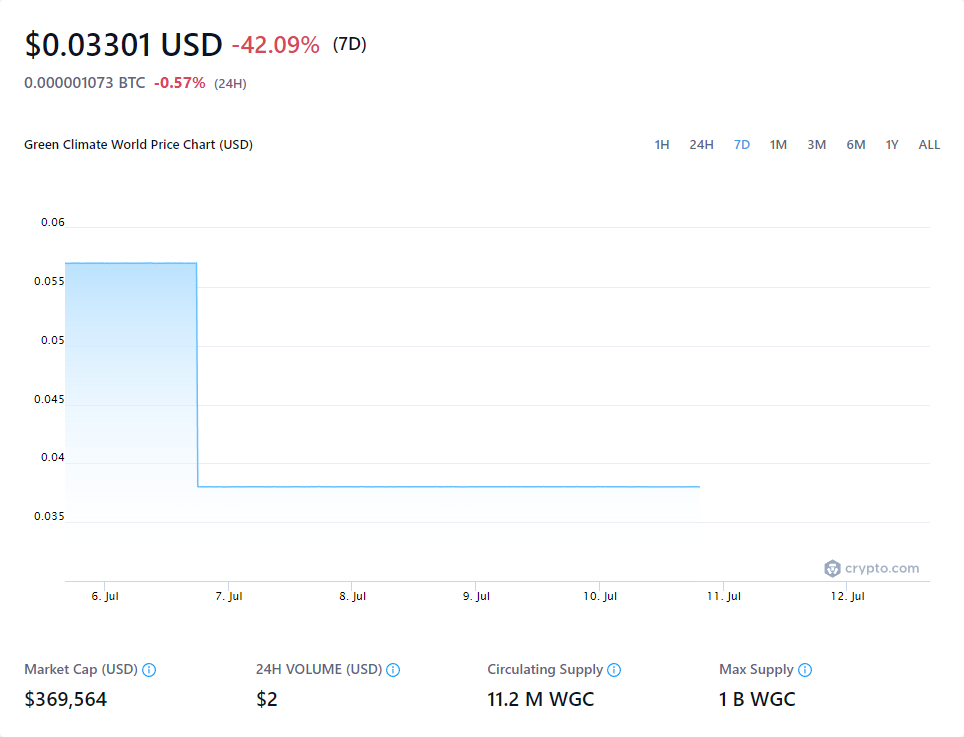 $0.03301 USD -42.09% (7D)
0.000001073 BTC -0.57% (24H)
Green Climate World Price Chart (USD) 1H 24H 7D 1M 3M 6M 1Y ALL
0.06
0.055
0.05
0.045
0.04
0.035
crypto.com
6. Jul 7. Jul 8. Jul 9. Jul 10. Jul 11. Jul 12. Jul
Market Cap (USD) 24H VOLUME (USD) Circulating Supply Max Supply
$369,564 $2 11.2 M WGC 1 B WGC